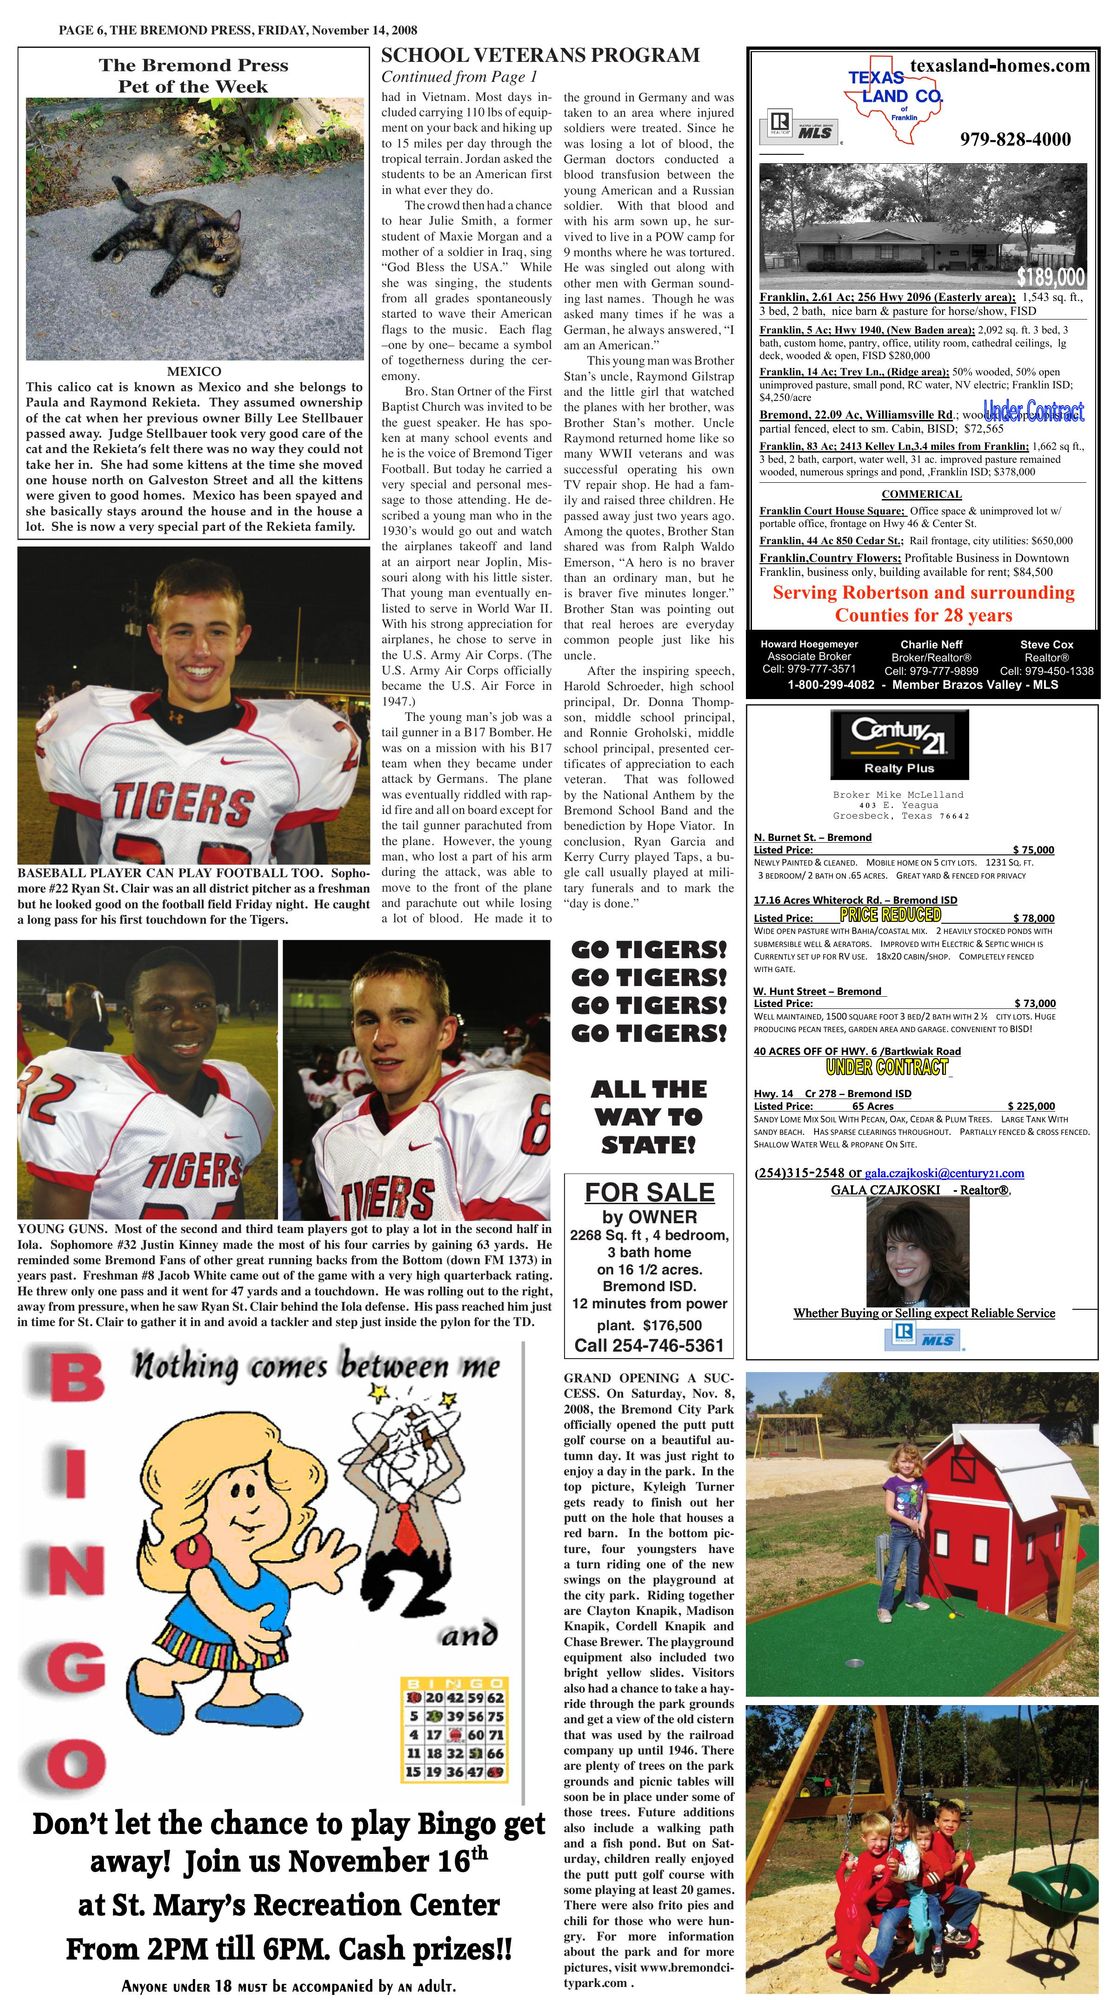 PAGE 6, THE BREMOND PRESS, FRIDAY, November 14, 2008
The Bremond Press
Pet of the Week
MEXICO
This calico cat is known as Mexico and she belongs to
Paula and Raymond Rekieta. They assumed ownership
of the cat when her previous owner Billy Lee Stellbauer
passed away. Judge Stellbauer took very good care of the
cat and the Rekieta's felt there was no way they could not
take her in. She had some kittens at the time she moved
one house north on Galveston Street and all the kittens
were given to good homes. Mexico has been spayed and
she basically stays around the house and in the house a
lot. She is now a very special part of the Rekieta family.
TIGERS
BASEBALL PLAYER CAN PLAY FOOTBALL TOO. Sopho-
more #22 Ryan St. Clair was an all district pitcher as a freshman
but he looked good on the football field Friday night. He caught
a long pass for his first touchdown for the Tigers.
SCHOOL VETERANS PROGRAM
Continued from Page 1
had in Vietnam. Most days in-
cluded carrying 110 lbs of equip-
ment on your back and hiking up
to 15 miles per day through the
tropical terrain. Jordan asked the
students to be an American first
in what ever they do.
The crowd then had a chance
to hear Julie Smith, a former
student of Maxie Morgan and a
mother of a soldier in Iraq, sing
“God Bless the USA.” While
she was singing, the students
from all grades spontaneously
started to wave their American
flags to the music. Each flag
–one by one– became a symbol
of togetherness during the cer-
emony.
Bro. Stan Ortner of the First
Baptist Church was invited to be
the guest speaker. He has spo-
ken at many school events and
he is the voice of Bremond Tiger
Football. But today he carried a
very special and personal mes-
sage to those attending. He de-
scribed a young man who in the
1930’s would go out and watch
the airplanes takeoff and land
at an airport near Joplin, Mis-
souri along with his little sister.
That young man eventually en-
listed to serve in World War II.
With his strong appreciation for
airplanes, he chose to serve in
the U.S. Army Air Corps. (The
U.S. Army Air Corps officially
became the U.S. Air Force in
1947.)
The young man’s job was a
tail gunner in a B17 Bomber. He
was on a mission with his B17
team when they became under
attack by Germans. The plane
was eventually riddled with rap-
id fire and all on board except for
the tail gunner parachuted from
the plane. However, the young
man, who lost a part of his arm
during the attack, was able to
move to the front of the plane
and parachute out while losing
a lot of blood. He made it to
the ground in Germany and was
taken to an area where injured
soldiers were treated. Since he
was losing a lot of blood, the
German doctors conducted a
blood transfusion between the
young American and a Russian
soldier. With that blood and
with his arm sown up, he sur-
vived to live in a POW camp for
9 months where he was tortured.
He was singled out along with
other men with German sound-
ing last names. Though he was
asked many times if he was a
German, he always answered, “I
am an American.”
This young man was Brother
Stan’s uncle, Raymond Gilstrap
and the little girl that watched
the planes with her brother, was
Brother Stan’s mother. Uncle
Raymond returned home like so
many WWII veterans and was
successful operating his own
TV repair shop. He had a fam-
ily and raised three children. He
passed away just two years ago.
Among the quotes, Brother Stan
shared was from Ralph Waldo
Emerson, “A hero is no braver
than an ordinary man, but he
is braver five minutes longer.”
Brother Stan was pointing out
that real heroes are everyday
common people just like his
uncle.
After the inspiring speech,
Harold Schroeder, high school
principal, Dr. Donna Thomp-
son, middle school principal,
and Ronnie Groholski, middle
school principal, presented cer-
tificates of appreciation to each
veteran. That was followed
by the National Anthem by the
Bremond School Band and the
benediction by Hope Viator. In
conclusion, Ryan Garcia and
Kerry Curry played Taps, a bu-
gle call usually played at mili-
tary funerals and to mark the
“day is done.”
texasland-homes.com
TEXAS
LAND CO.
of
Franklin
REALTOR
MLS
979-828-4000
$189,000
Franklin, 2.61 Ac; 256 Hwy 2096 (Easterly area); 1,543 sq. ft.,
3 bed, 2 bath, nice barn & pasture for horse/show, FISD
Franklin, 5 Ac; Hwy 1940, (New Baden area); 2,092 sq. ft. 3 bed, 3
bath, custom home, pantry, office, utility room, cathedral ceilings, lg
deck, wooded & open, FISD $280,000
Franklin, 14 Ac; Trey Ln., (Ridge area); 50% wooded, 50% open
unimproved pasture, small pond, RC water, NV electric; Franklin ISD;
$4,250/acre
Under Contract
Bremond, 22.09 Ac, Williamsville Rd.; wooded
partial fenced, elect to sm. Cabin, BISD; $72,565
Franklin, 83 Ac; 2413 Kelley Ln,3.4 miles from Franklin; 1,662 sq ft.,
3 bed, 2 bath, carport, water well, 31 ac. improved pasture remained
wooded, numerous springs and pond, ,Franklin ISD; $378,000
COMMERICAL
Franklin Court House Square; Office space & unimproved lot w/
portable office, frontage on Hwy 46 & Center St.
Franklin, 44 Ac 850 Cedar St.; Rail frontage, city utilities: $650,000
Franklin,Country Flowers; Profitable Business in Downtown
Franklin, business only, building available for rent; $84,500
Serving Robertson and surrounding
Counties for 28 years
Howard Hoegemeyer
Associate Broker
Cell: 979-777-3571
Charlie Neff
Broker/Realtor®
Cell: 979-777-9899
Steve Cox
Realtor®
Cell: 979-450-1338
1-800-299-4082 - Member Brazos Valley - MLS
Century 21
Realty Plus
Broker Mike McLelland
403 E. Yeagua
Groesbeck, Texas 76642
N. Burnet St. – Bremond
Listed Price: $ 75,000
NEWLY PAINTED & CLEANED. MOBILE HOME ON 5 CITY LOTS. 1231 SQ. FT.
3 BEDROOM/ 2 BATH ON .65 ACRES. GREAT YARD & FENCED FOR PRIVACY
17.16 Acres Whiterock Rd. – Bremond ISD
Listed Price: PRICE REDUCED $ 78,000
WIDE OPEN PASTURE WITH BAHIA/COASTAL MIX. 2 HEAVILY STOCKED PONDS WITH
SUBMERSIBLE WELL & AERATORS. IMPROVED WITH ELECTRIC & SEPTIC WHICH IS
CURRENTLY SET UP FOR RV USE. 18X20 CABIN/SHOP. COMPLETELY FENCED
WITH GATE.
W. Hunt Street – Bremond
Listed Price: $ 73,000
WELL MAINTAINED, 1500 SQUARE FOOT 3 BED/2 BATH WITH 2 ½ CITY LOTS. HUGE
PRODUCING PECAN TREES, GARDEN AREA AND GARAGE. CONVENIENT TO BISD!
40 ACRES OFF OF HWY. 6 /Bartkwiak Road
UNDER CONTRACT
Hwy. 14 Cr 278 – Bremond ISD
Listed Price: 65 Acres $ 225,000
SANDY LOME MIX SOIL WITH PECAN, OAK, CEDAR & PLUM TREES. LARGE TANK WITH
SANDY BEACH. HAS SPARSE CLEARINGS THROUGHOUT. PARTIALLY FENCED & CROSS FENCED.
SHALLOW WATER WELL & PROPANE ON SITE.
(254)315-2548 or gala.czajkoski@century21.com
GALA CZAJKOSKI - Realtor®,
Whether Buying or Selling expect Reliable Service
REALTOR
MLS
32
TIGERS
TIGERS
8
YOUNG GUNS. Most of the second and third team players got to play a lot in the second half in
Iola. Sophomore #32 Justin Kinney made the most of his four carries by gaining 63 yards. He
reminded some Bremond Fans of other great running backs from the Bottom (down FM 1373) in
years past. Freshman #8 Jacob White came out of the game with a very high quarterback rating.
He threw only one pass and it went for 47 yards and a touchdown. He was rolling out to the right,
away from pressure, when he saw Ryan St. Clair behind the Iola defense. His pass reached him just
in time for St. Clair to gather it in and avoid a tackler and step just inside the pylon for the TD.
GO TIGERS!
GO TIGERS!
GO TIGERS!
GO TIGERS!
ALL THE
WAY TO
STATE!
FOR SALE
by OWNER
2268 Sq. ft , 4 bedroom,
3 bath home
on 16 1/2 acres.
Bremond ISD.
12 minutes from power
plant. $176,500
Call 254-746-5361
BINGO
Nothing comes between me
and
BINGO
20 42 59 62
5 39 56 75
4 17 60 71
11 18 32 66
15 19 36 47
Don’t let the chance to play Bingo get
away! Join us November 16th
at St. Mary’s Recreation Center
From 2PM till 6PM. Cash prizes!!
ANYONE UNDER 18 MUST BE ACCOMPANIED BY AN ADULT.
GRAND OPENING A SUC-
CESS. On Saturday, Nov. 8,
2008, the Bremond City Park
officially opened the putt putt
golf course on a beautiful au-
tumn day. It was just right to
enjoy a day in the park. In the
top picture, Kyleigh Turner
gets ready to finish out her
putt on the hole that houses a
red barn. In the bottom pic-
ture, four youngsters have
a turn riding one of the new
swings on the playground at
the city park. Riding together
are Clayton Knapik, Madison
Knapik, Cordell Knapik and
Chase Brewer. The playground
equipment also included two
bright yellow slides. Visitors
also had a chance to take a hay-
ride through the park grounds
and get a view of the old cistern
that was used by the railroad
company up until 1946. There
are plenty of trees on the park
grounds and picnic tables will
soon be in place under some of
those trees. Future additions
also include a walking path
and a fish pond. But on Sat-
urday, children really enjoyed
the putt putt golf course with
some playing at least 20 games.
There were also frito pies and
chili for those who were hun-
gry. For more information
about the park and for more
pictures, visit www.bremondci-
typark.com .